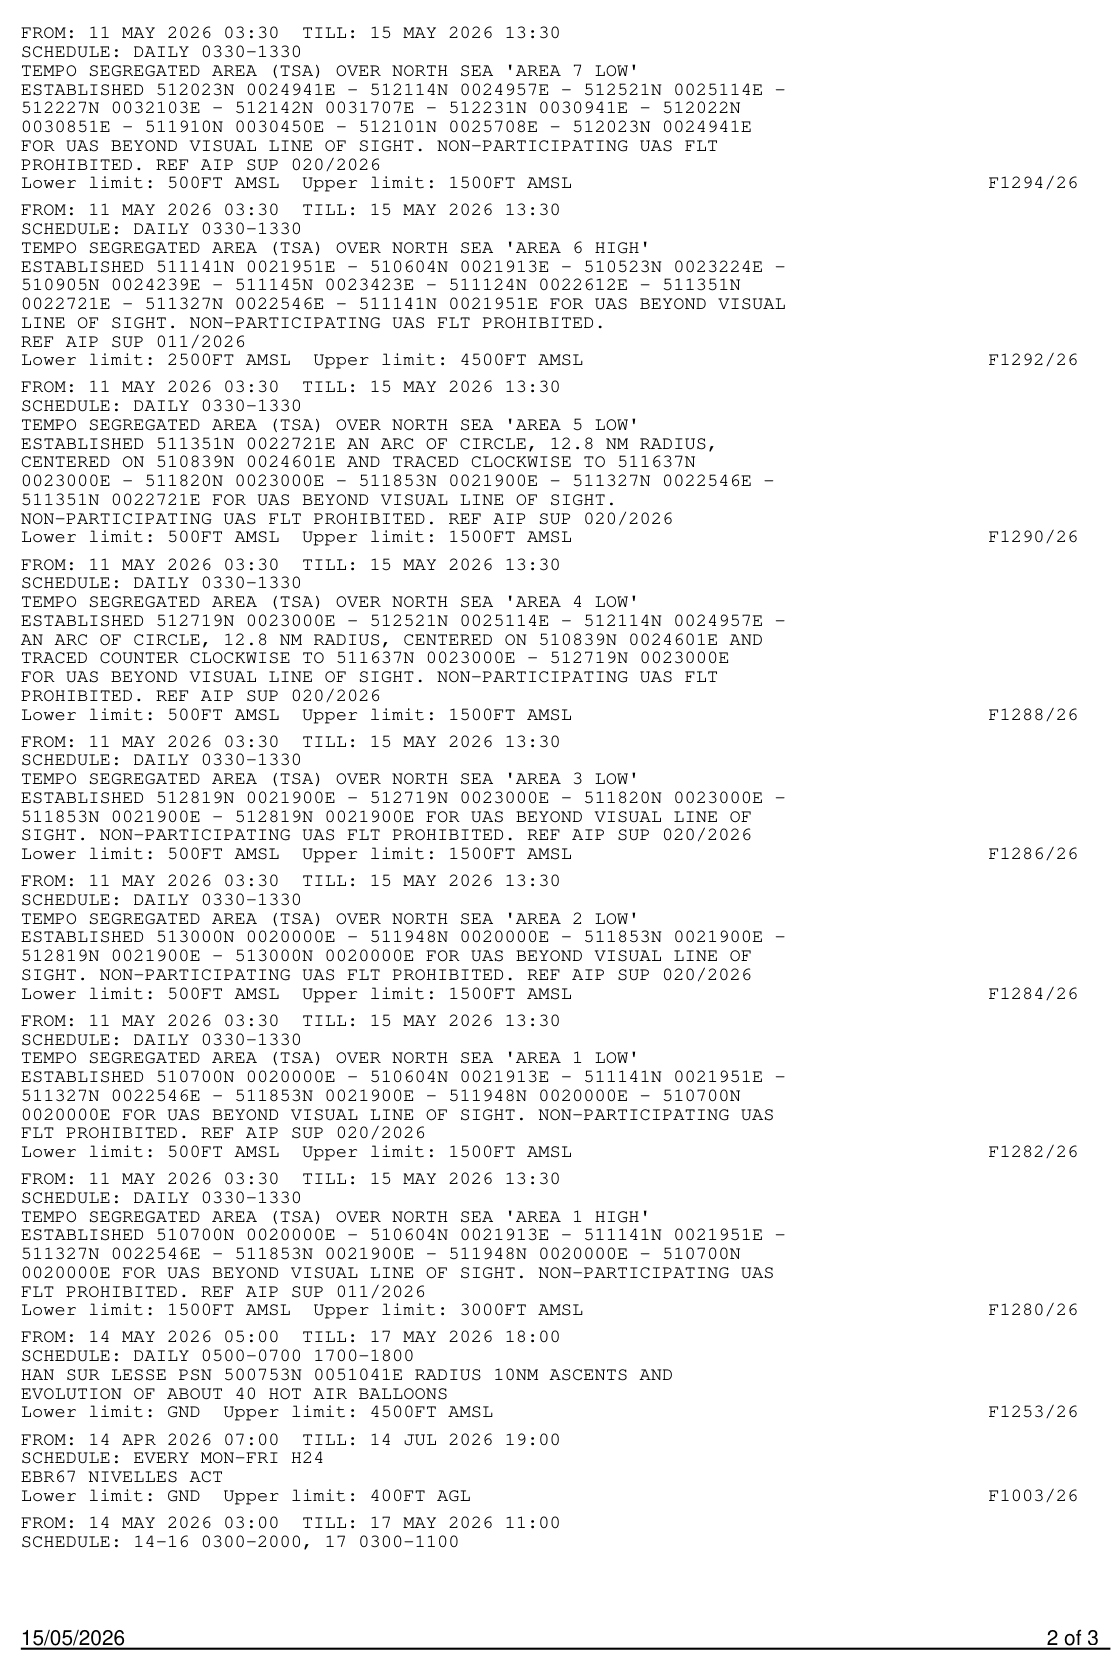 FROM: 11 MAY 2026 03:30  TILL: 15 MAY 2026 13:30
SCHEDULE: DAILY 0330-1330
TEMPO SEGREGATED AREA (TSA) OVER NORTH SEA 'AREA 7 LOW'
ESTABLISHED 512023N 0024941E - 512114N 0024957E - 512521N 0025114E -
512227N 0032103E - 512142N 0031707E - 512231N 0030941E - 512022N
0030851E - 511910N 0030450E - 512101N 0025708E - 512023N 0024941E
FOR UAS BEYOND VISUAL LINE OF SIGHT. NON-PARTICIPATING UAS FLT
PROHIBITED. REF AIP SUP 020/2026
Lower limit: 500FT AMSL  Upper limit: 1500FT AMSL F1294/26
FROM: 11 MAY 2026 03:30  TILL: 15 MAY 2026 13:30
SCHEDULE: DAILY 0330-1330
TEMPO SEGREGATED AREA (TSA) OVER NORTH SEA 'AREA 6 HIGH'
ESTABLISHED 511141N 0021951E - 510604N 0021913E - 510523N 0023224E -
510905N 0024239E - 511145N 0023423E - 511124N 0022612E - 511351N
0022721E - 511327N 0022546E - 511141N 0021951E FOR UAS BEYOND VISUAL
LINE OF SIGHT. NON-PARTICIPATING UAS FLT PROHIBITED.
REF AIP SUP 011/2026
Lower limit: 2500FT AMSL  Upper limit: 4500FT AMSL F1292/26
FROM: 11 MAY 2026 03:30  TILL: 15 MAY 2026 13:30
SCHEDULE: DAILY 0330-1330
TEMPO SEGREGATED AREA (TSA) OVER NORTH SEA 'AREA 5 LOW'
ESTABLISHED 511351N 0022721E AN ARC OF CIRCLE, 12.8 NM RADIUS,
CENTERED ON 510839N 0024601E AND TRACED CLOCKWISE TO 511637N
0023000E - 511820N 0023000E - 511853N 0021900E - 511327N 0022546E -
511351N 0022721E FOR UAS BEYOND VISUAL LINE OF SIGHT.
NON-PARTICIPATING UAS FLT PROHIBITED. REF AIP SUP 020/2026
Lower limit: 500FT AMSL  Upper limit: 1500FT AMSL F1290/26
FROM: 11 MAY 2026 03:30  TILL: 15 MAY 2026 13:30
SCHEDULE: DAILY 0330-1330
TEMPO SEGREGATED AREA (TSA) OVER NORTH SEA 'AREA 4 LOW'
ESTABLISHED 512719N 0023000E - 512521N 0025114E - 512114N 0024957E -
AN ARC OF CIRCLE, 12.8 NM RADIUS, CENTERED ON 510839N 0024601E AND
TRACED COUNTER CLOCKWISE TO 511637N 0023000E - 512719N 0023000E
FOR UAS BEYOND VISUAL LINE OF SIGHT. NON-PARTICIPATING UAS FLT
PROHIBITED. REF AIP SUP 020/2026
Lower limit: 500FT AMSL  Upper limit: 1500FT AMSL F1288/26
FROM: 11 MAY 2026 03:30  TILL: 15 MAY 2026 13:30
SCHEDULE: DAILY 0330-1330
TEMPO SEGREGATED AREA (TSA) OVER NORTH SEA 'AREA 3 LOW'
ESTABLISHED 512819N 0021900E - 512719N 0023000E - 511820N 0023000E -
511853N 0021900E - 512819N 0021900E FOR UAS BEYOND VISUAL LINE OF
SIGHT. NON-PARTICIPATING UAS FLT PROHIBITED. REF AIP SUP 020/2026
Lower limit: 500FT AMSL  Upper limit: 1500FT AMSL F1286/26
FROM: 11 MAY 2026 03:30  TILL: 15 MAY 2026 13:30
SCHEDULE: DAILY 0330-1330
TEMPO SEGREGATED AREA (TSA) OVER NORTH SEA 'AREA 2 LOW'
ESTABLISHED 513000N 0020000E - 511948N 0020000E - 511853N 0021900E -
512819N 0021900E - 513000N 0020000E FOR UAS BEYOND VISUAL LINE OF
SIGHT. NON-PARTICIPATING UAS FLT PROHIBITED. REF AIP SUP 020/2026
Lower limit: 500FT AMSL  Upper limit: 1500FT AMSL F1284/26
FROM: 11 MAY 2026 03:30  TILL: 15 MAY 2026 13:30
SCHEDULE: DAILY 0330-1330
TEMPO SEGREGATED AREA (TSA) OVER NORTH SEA 'AREA 1 LOW'
ESTABLISHED 510700N 0020000E - 510604N 0021913E - 511141N 0021951E -
511327N 0022546E - 511853N 0021900E - 511948N 0020000E - 510700N
0020000E FOR UAS BEYOND VISUAL LINE OF SIGHT. NON-PARTICIPATING UAS
FLT PROHIBITED. REF AIP SUP 020/2026
Lower limit: 500FT AMSL  Upper limit: 1500FT AMSL F1282/26
FROM: 11 MAY 2026 03:30  TILL: 15 MAY 2026 13:30
SCHEDULE: DAILY 0330-1330
TEMPO SEGREGATED AREA (TSA) OVER NORTH SEA 'AREA 1 HIGH'
ESTABLISHED 510700N 0020000E - 510604N 0021913E - 511141N 0021951E -
511327N 0022546E - 511853N 0021900E - 511948N 0020000E - 510700N
0020000E FOR UAS BEYOND VISUAL LINE OF SIGHT. NON-PARTICIPATING UAS
FLT PROHIBITED. REF AIP SUP 011/2026
Lower limit: 1500FT AMSL  Upper limit: 3000FT AMSL F1280/26
FROM: 14 MAY 2026 05:00  TILL: 17 MAY 2026 18:00
SCHEDULE: DAILY 0500-0700 1700-1800
HAN SUR LESSE PSN 500753N 0051041E RADIUS 10NM ASCENTS AND
EVOLUTION OF ABOUT 40 HOT AIR BALLOONS
Lower limit: GND  Upper limit: 4500FT AMSL F1253/26
FROM: 14 APR 2026 07:00  TILL: 14 JUL 2026 19:00
SCHEDULE: EVERY MON-FRI H24
EBR67 NIVELLES ACT
Lower limit: GND  Upper limit: 400FT AGL F1003/26
FROM: 14 MAY 2026 03:00  TILL: 17 MAY 2026 11:00
SCHEDULE: 14-16 0300-2000, 17 0300-1100
15/05/2026 2 of 3